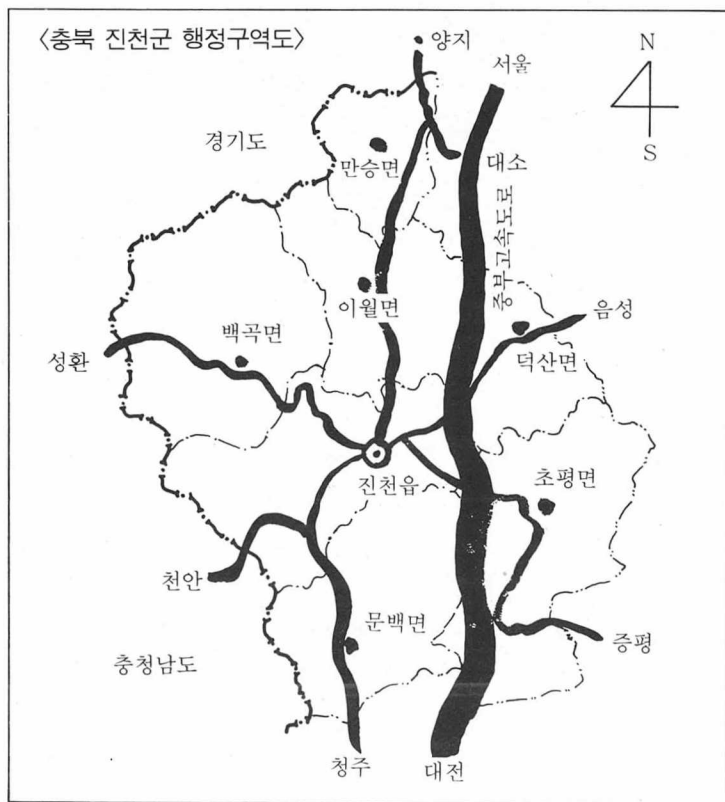 〈충북 진천군 행정구역도〉
양지
서울
N
S
경기도
만승면
대소
중부고속도로
이월면
음성
백곡면
덕산면
성환
진천읍
초평면
천안
문백면
충청남도
증평
청주
대전